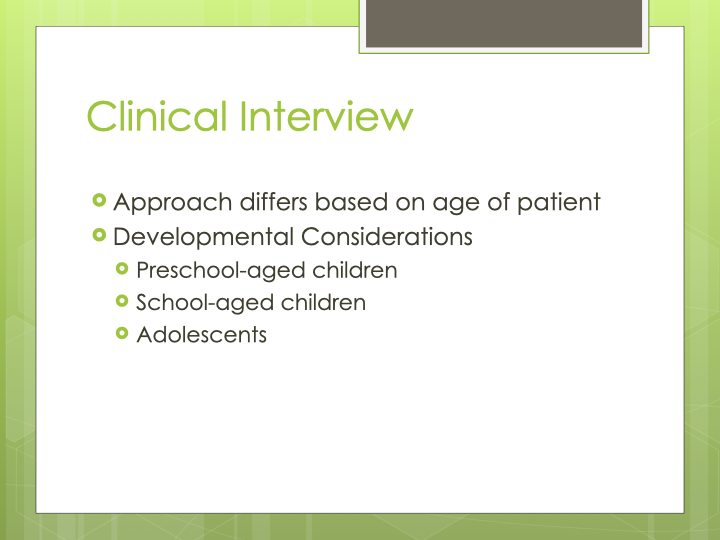 Clinical Interview
Approach differs based on age of patient
Developmental Considerations
Preschool-aged children
School-aged children
Adolescents